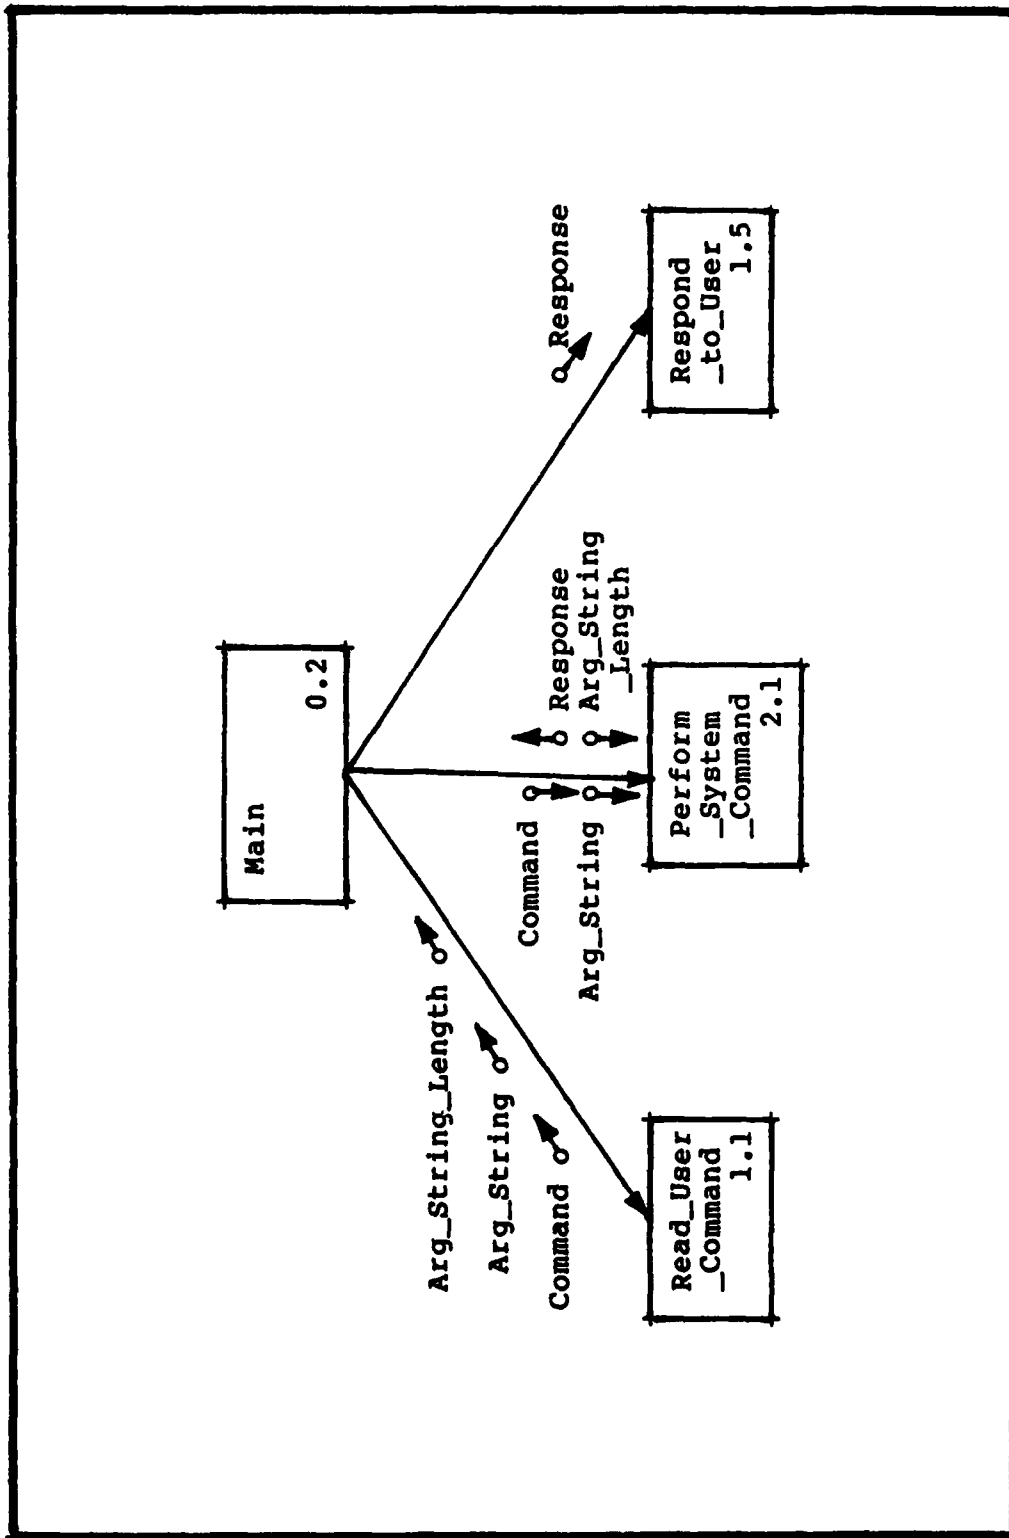 Main
0.2
Arg_String_Length
Arg_String
Command
Command
Arg_String
Response
Arg_String
_Length
Response
Read_User
_Command
1.1
Perform
_System
_Command
2.1
Respond
_to_User
1.5